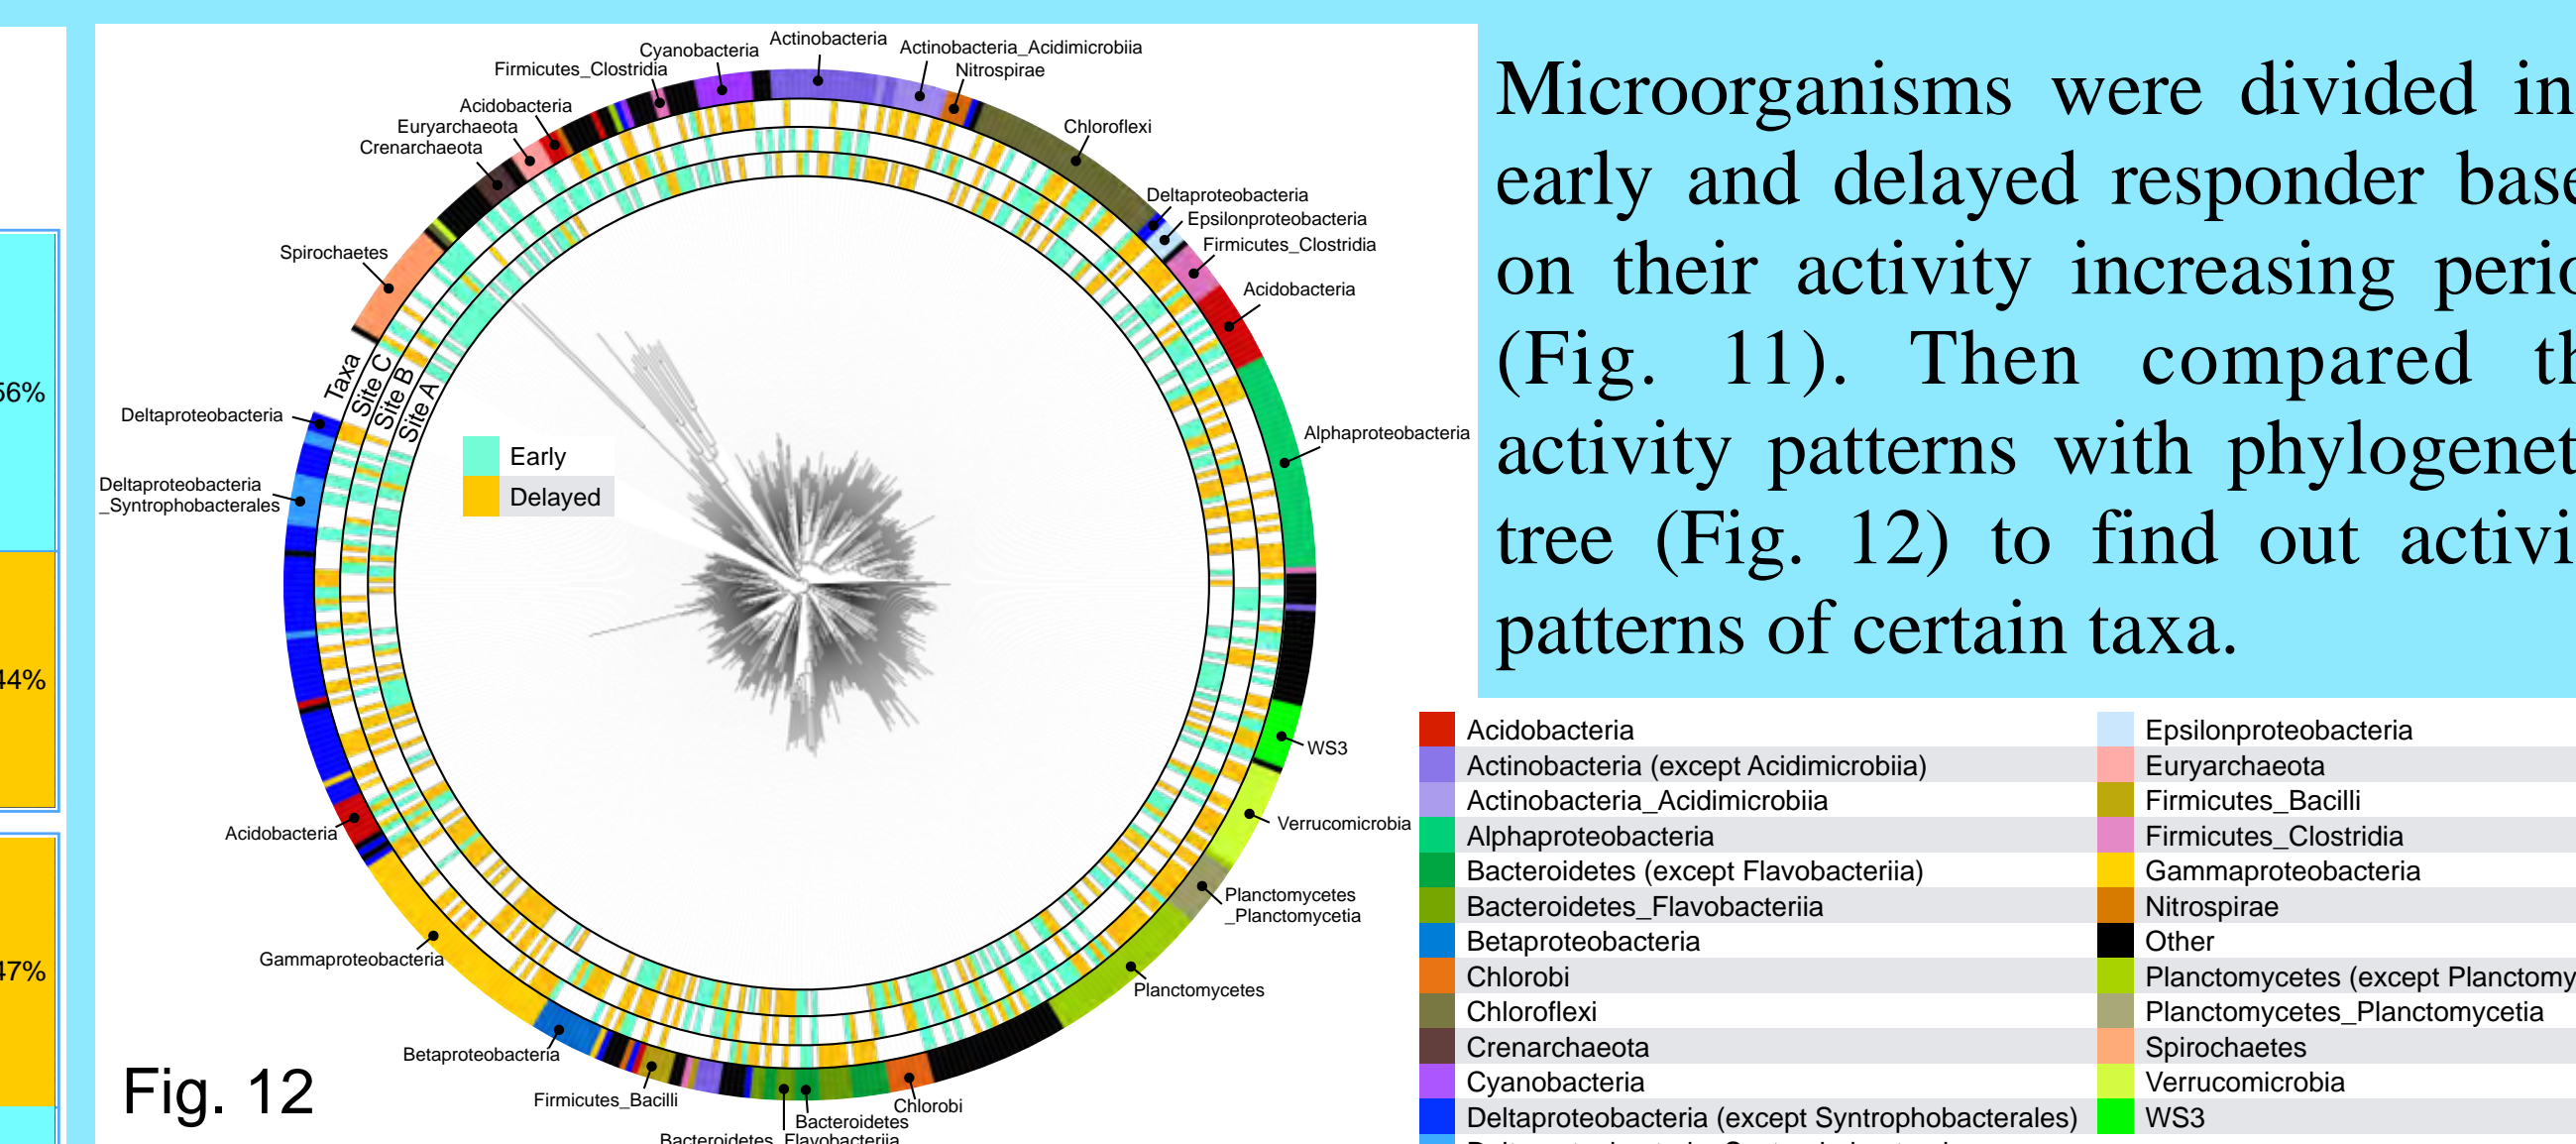 56%
44%
47%
Cyanobacteria
Actinobacteria
Actinobacteria_Acidimicrobiia
Firmicutes_Clostridia
Nitrospirae
Acidobacteria
Euryarchaeota
Crenarchaeota
Chloroflexi
Deltaproteobacteria
Epsilonproteobacteria
Firmicutes_Clostridia
Spirochaetes
Acidobacteria
Taxa
Site C
Site B
Site A
Deltaproteobacteria
Early
Delayed
Alphaproteobacteria
Deltaproteobacteria
_Syntrophobacterales
WS3
Acidobacteria
Verrucomicrobia
Planctomycetes
_Planctomycetia
Gammaproteobacteria
Planctomycetes
Betaproteobacteria
Firmicutes_Bacilli
Chlorobi
Bacteroidetes
Bacteroidetes_Flavobacteriia
Fig. 12
Microorganisms were divided in
early and delayed responder base
on their activity increasing perio
(Fig. 11). Then compared th
activity patterns with phylogenet
tree (Fig. 12) to find out activi
patterns of certain taxa.
Acidobacteria
Actinobacteria (except Acidimicrobiia)
Actinobacteria_Acidimicrobiia
Alphaproteobacteria
Bacteroidetes (except Flavobacteriia)
Bacteroidetes_Flavobacteriia
Betaproteobacteria
Chlorobi
Chloroflexi
Crenarchaeota
Cyanobacteria
Deltaproteobacteria (except Syntrophobacterales)
Epsilonproteobacteria
Euryarchaeota
Firmicutes_Bacilli
Firmicutes_Clostridia
Gammaproteobacteria
Nitrospirae
Other
Planctomycetes (except Planctomy
Planctomycetes_Planctomycetia
Spirochaetes
Verrucomicrobia
WS3